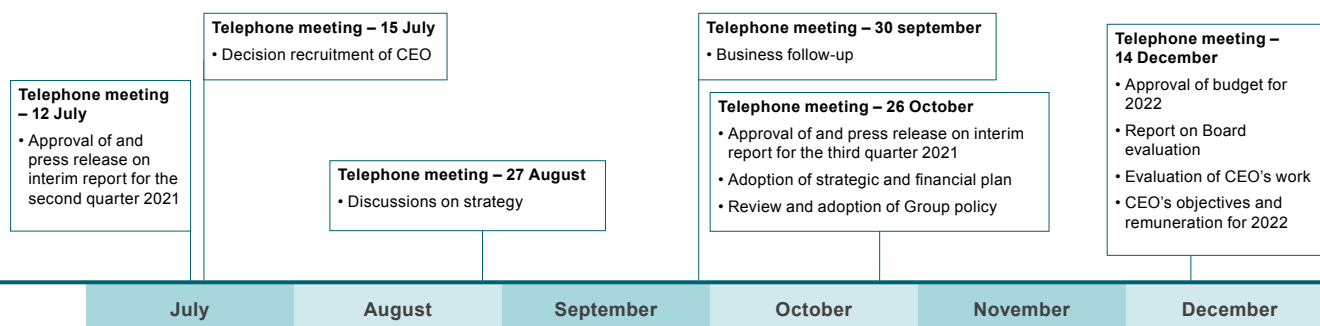 Telephone meeting
– 12 July
• Approval of and
press release on
interim report for the
second quarter 2021
Telephone meeting – 15 July
• Decision recruitment of CEO
Telephone meeting – 27 August
• Discussions on strategy
Telephone meeting – 30 september
• Business follow-up
Telephone meeting – 26 October
• Approval of and press release on interim
report for the third quarter 2021
• Adoption of strategic and financial plan
• Review and adoption of Group policy
Telephone meeting –
14 December
• Approval of budget for
2022
• Report on Board
evaluation
• Evaluation of CEO’s work
• CEO’s objectives and
remuneration for 2022
July
August
September
October
November
December